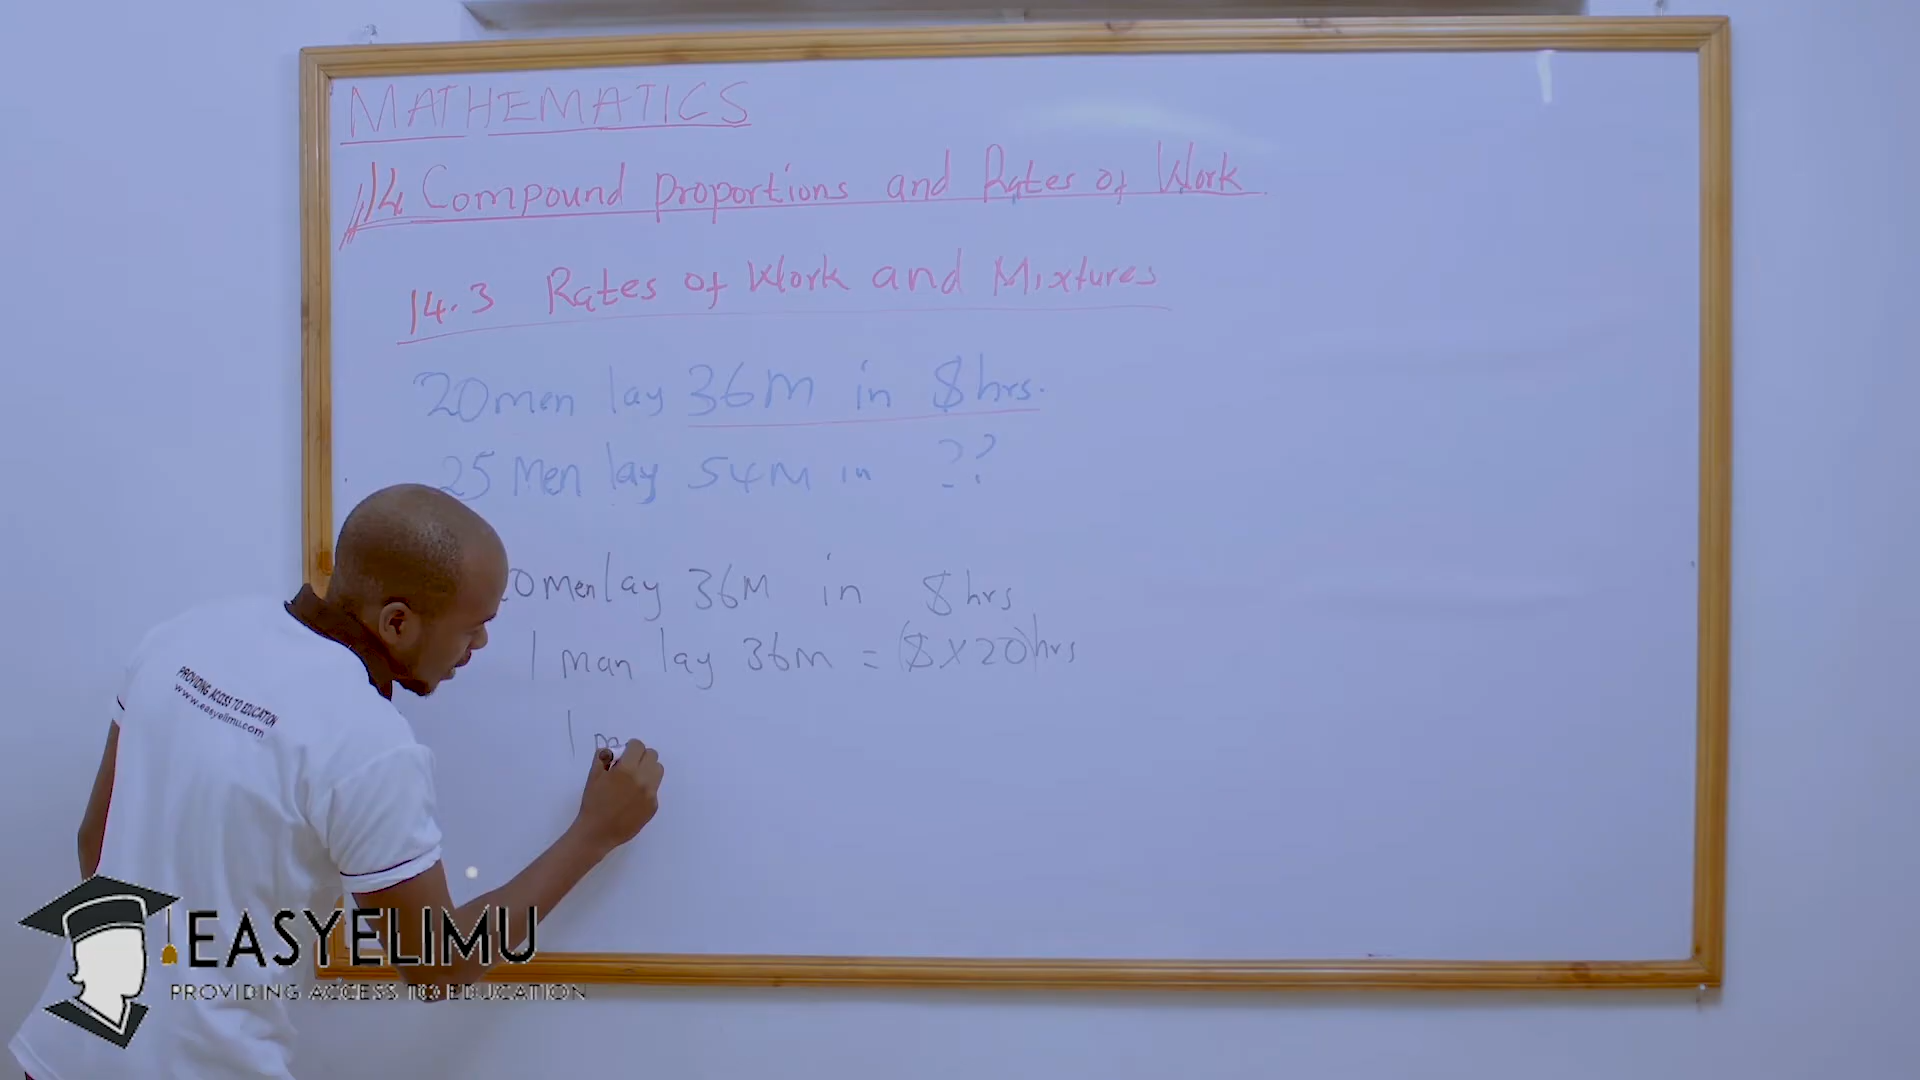 MATHEMATICS
14 Compound proportions and Rates of Work
14.3 Rates of Work and Mixtures
20men lay 36M in 8hrs.
25 Men lay 54M in ??
20men lay 36M in 8hrs
1 man lay 36m = (8x20)hrs
1 m
PROVIDING ACCESS TO EDUCATION
www.easyelimu.com
EASYELIMU
PROVIDING ACCESS TO EDUCATION